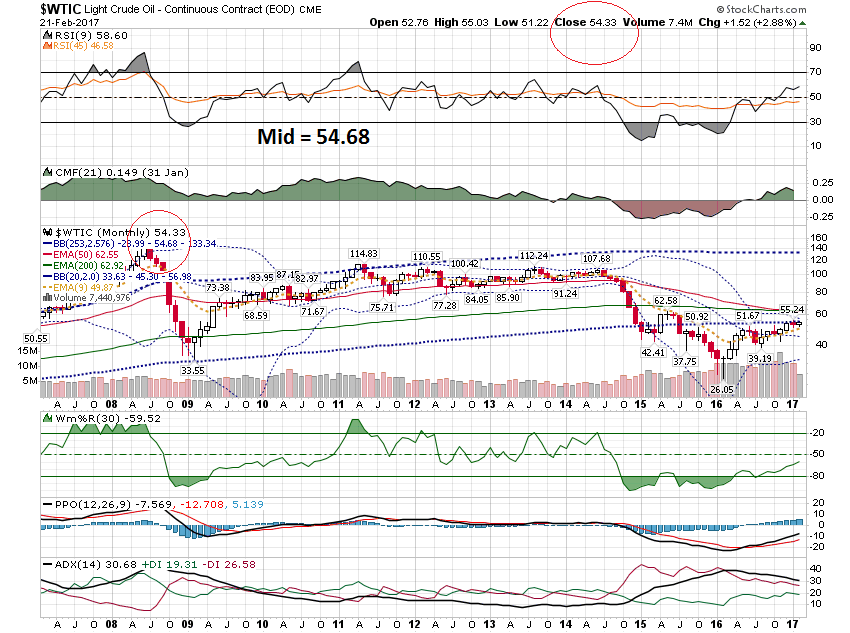 $WTIC Light Crude Oil - Continuous Contract (EOD) CME © StockCharts.com
21-Feb-2017 Open 52.76 High 55.03 Low 51.22 Close 54.33 Volume 7.4M Chg +1.52 (+2.88%)
RSI(9) 58.60
RSI(45) 46.58
90
70
50
30
10
Mid = 54.68
CMF(21) 0.149 (31 Jan)
0.25
0.00
-0.25
$WTIC (Monthly) 54.33
BB(253,2.576) -23.99 - 54.68 - 133.34
EMA(50) 62.55
EMA(200) 62.92
BB(20,2.0) 33.63 - 45.30 - 56.98
EMA(9) 49.87
Volume 7,440,976
160
140
120
100
80
60
40
114.83 110.55 100.42 112.24 107.68
73.38 83.95 87.15 82.97
68.59 71.67 75.71 77.28 84.05 85.90 91.24
62.58 50.92 51.67 55.24
50.55 33.55 42.41 37.75 26.05 39.19
15M
10M
5M
A J O 08 A J O 09 A J O 10 A J O 11 A J O 12 A J O 13 A J O 14 A J O 15 A J O 16 A J O 17
Wm%R(30) -59.52
-20
-50
-80
PPO(12,26,9) -7.569, -12.708, 5.139
20
10
0
-10
-20
ADX(14) 30.68 +DI 19.31 -DI 26.58
40
30
20
10
A J O 08 A J O 09 A J O 10 A J O 11 A J O 12 A J O 13 A J O 14 A J O 15 A J O 16 A J O 17